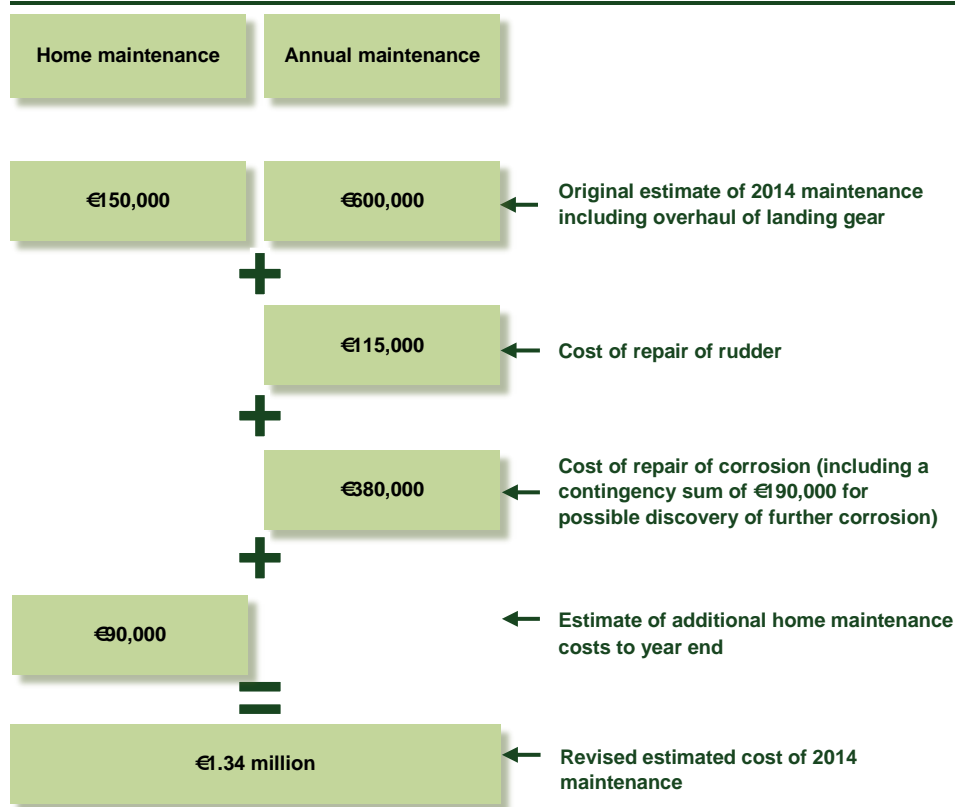 Home maintenance
Annual maintenance
€150,000
€600,000
Original estimate of 2014 maintenance
including overhaul of landing gear
+
€115,000
Cost of repair of rudder
+
€380,000
Cost of repair of corrosion (including a
contingency sum of €190,000 for
possible discovery of further corrosion)
+
€90,000
Estimate of additional home maintenance
costs to year end
=
€1.34 million
Revised estimated cost of 2014
maintenance